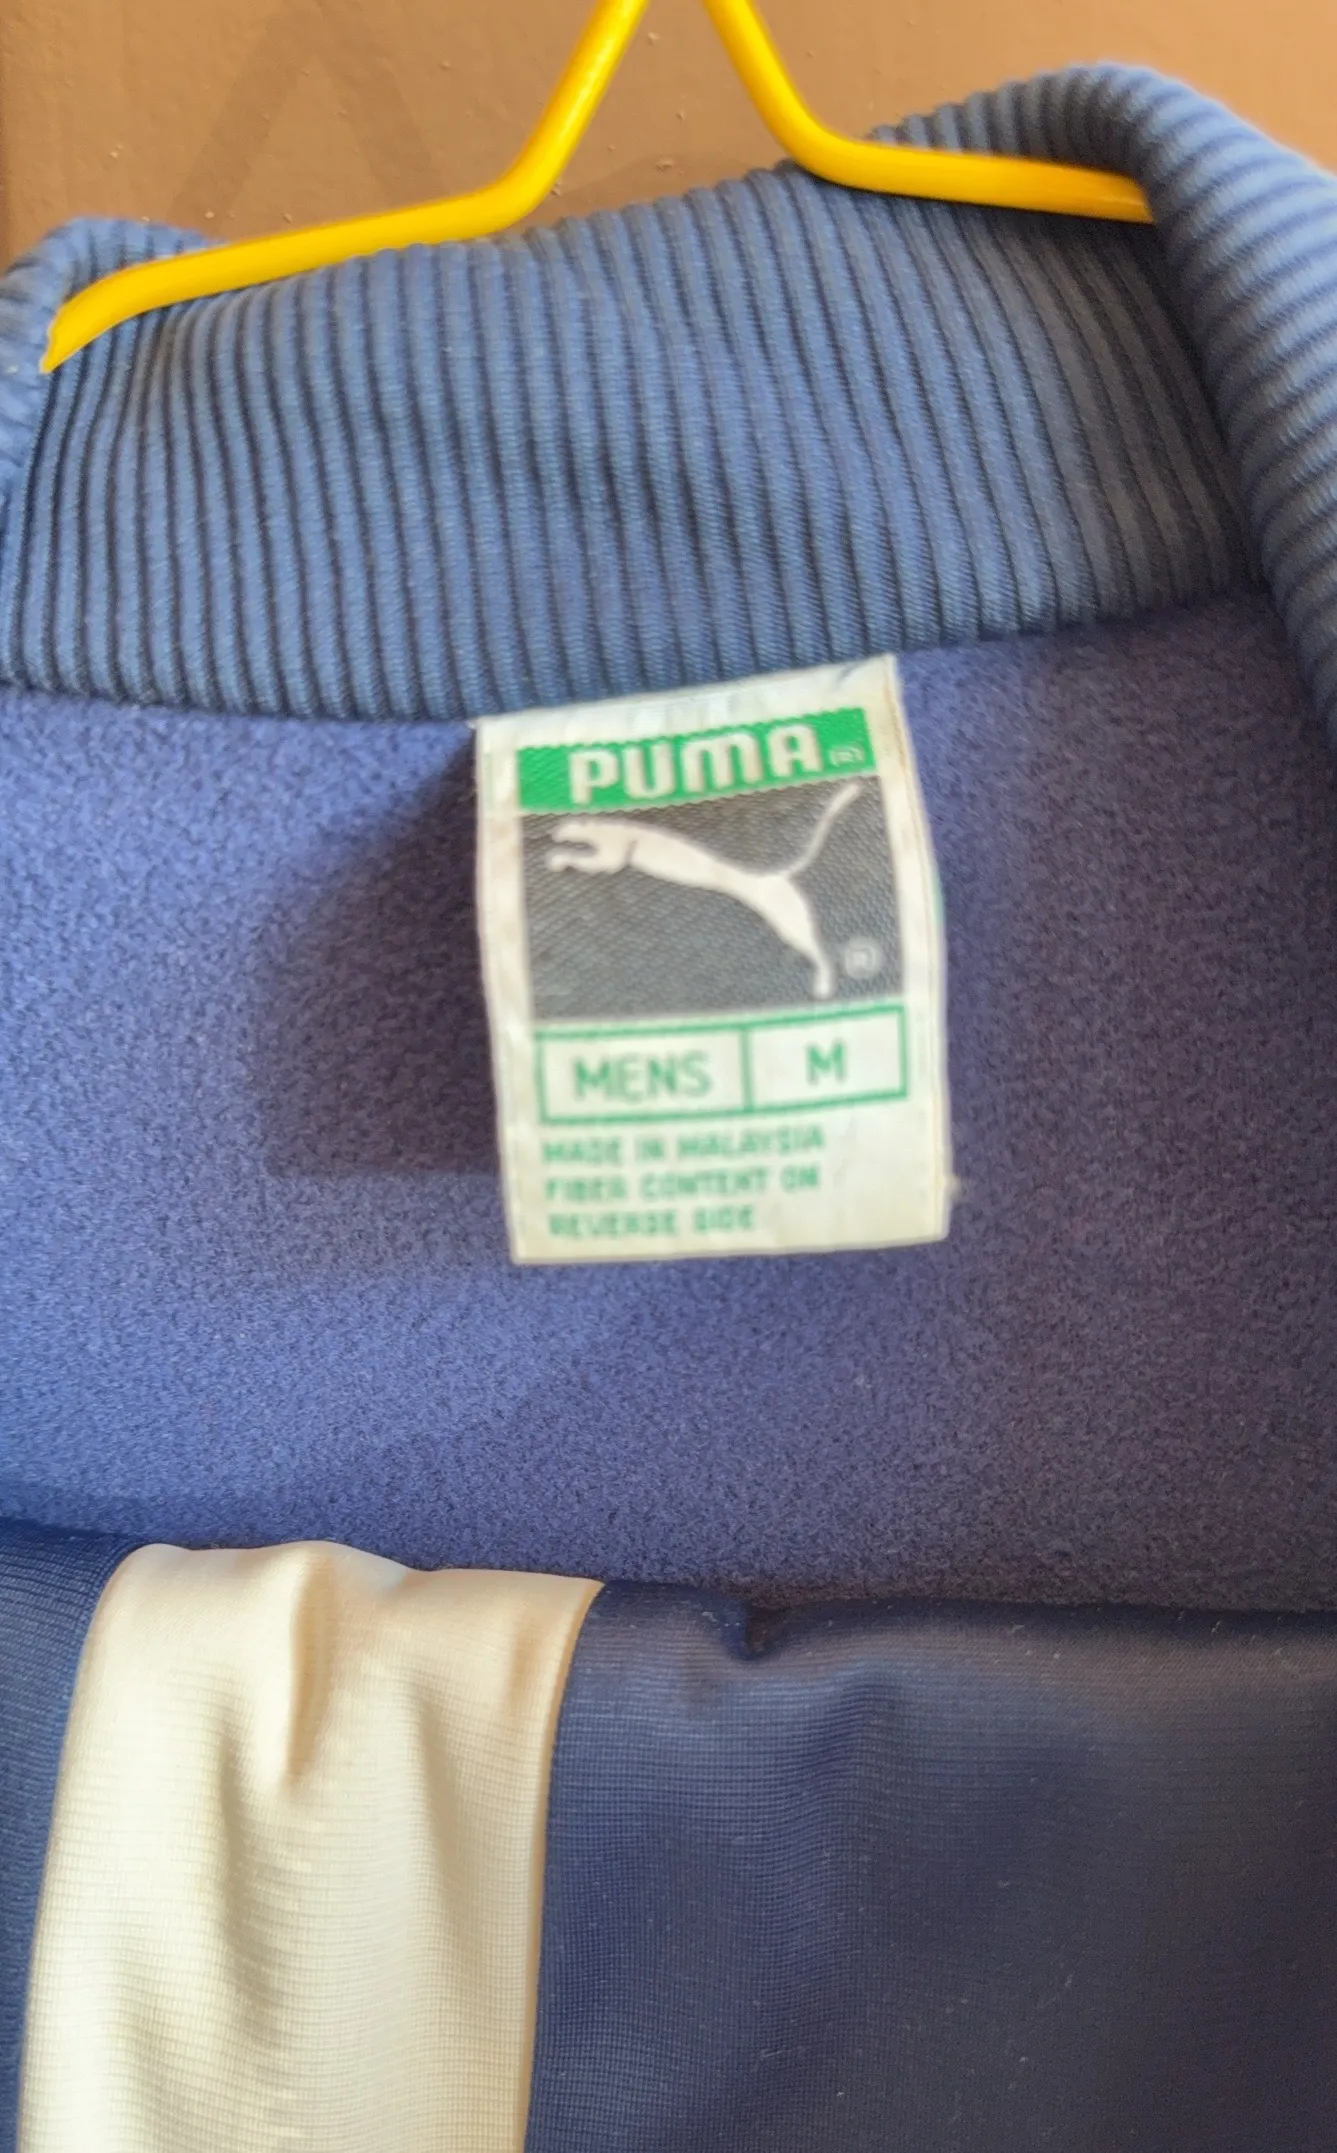 PUMA®
®
MENS M
MADE IN MALAYSIA
FIBER CONTENT ON
REVERSE SIDE